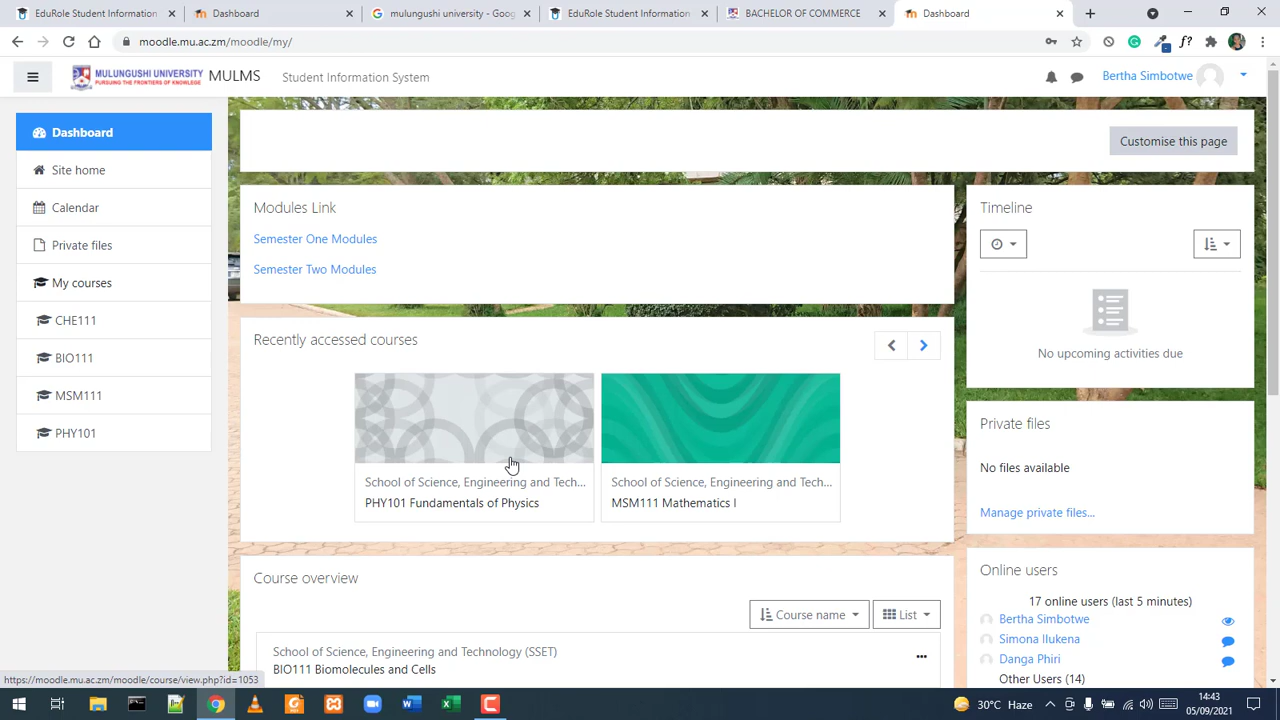 EduRole Student Information
Dashboard
mulungushi university - Goo
EduRole Student Information
BACHELOR OF COMMERCE
Dashboard
moodle.mu.ac.zm/moodle/my/
MULUNGUSHI UNIVERSITY
PURSUING THE FRONTIERS OF KNOWLEDGE
MULMS
Student Information System
Bertha Simbotwe
Dashboard
Site home
Calendar
Private files
My courses
CHE111
BIO111
MSM111
PHY101
Customise this page
Modules Link
Semester One Modules
Semester Two Modules
Recently accessed courses
School of Science, Engineering and Tech...
PHY101 Fundamentals of Physics
School of Science, Engineering and Tech...
MSM111 Mathematics I
Course overview
Course name
List
School of Science, Engineering and Technology (SSET)
BIO111 Biomolecules and Cells
Timeline
No upcoming activities due
Private files
No files available
Manage private files...
Online users
17 online users (last 5 minutes)
Bertha Simbotwe
Simona Ilukena
Danga Phiri
Other Users (14)
https://moodle.mu.ac.zm/moodle/course/view.php?id=1053
30°C Haze
14:43
05/09/2021